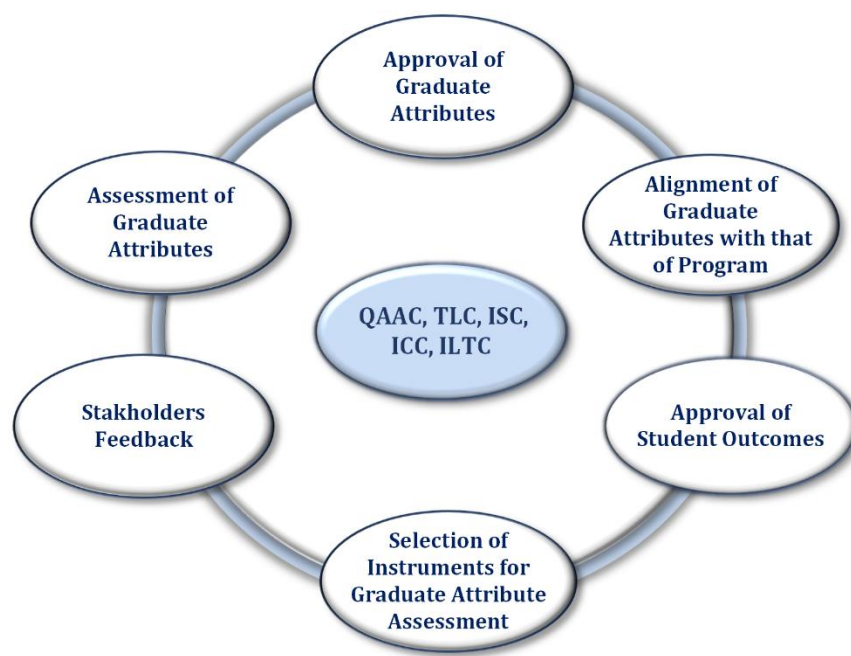 Approval of
Graduate
Attributes
Alignment of
Graduate
Attributes with that
of Program
Approval of
Student Outcomes
Selection of
Instruments for
Graduate Attribute
Assessment
Stakholders
Feedback
Assessment of
Graduate
Attributes
QAAC, TLC, ISC,
ICC, ILTC